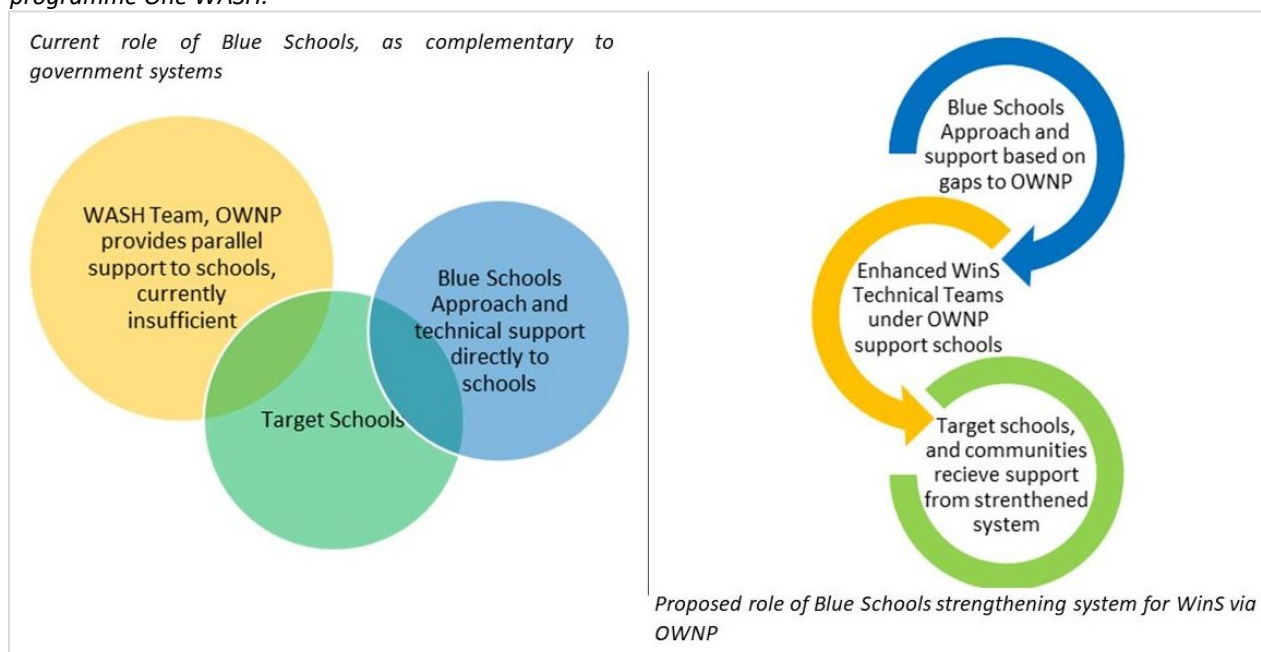 programme One WASH.
Current role of Blue Schools, as complementary to
government systems
WASH Team, OWNP
provides parallel
support to schools,
currently
insufficient
Blue Schools
Approach and
technical support
directly to
schools
Target Schools
Blue Schools
Approach and
support based on
gaps to OWNP
Enhanced WinS
Technical Teams
under OWNP
support schools
Target schools,
and communities
recieve support
from strenthened
system
Proposed role of Blue Schools strengthening system for WinS via
OWNP